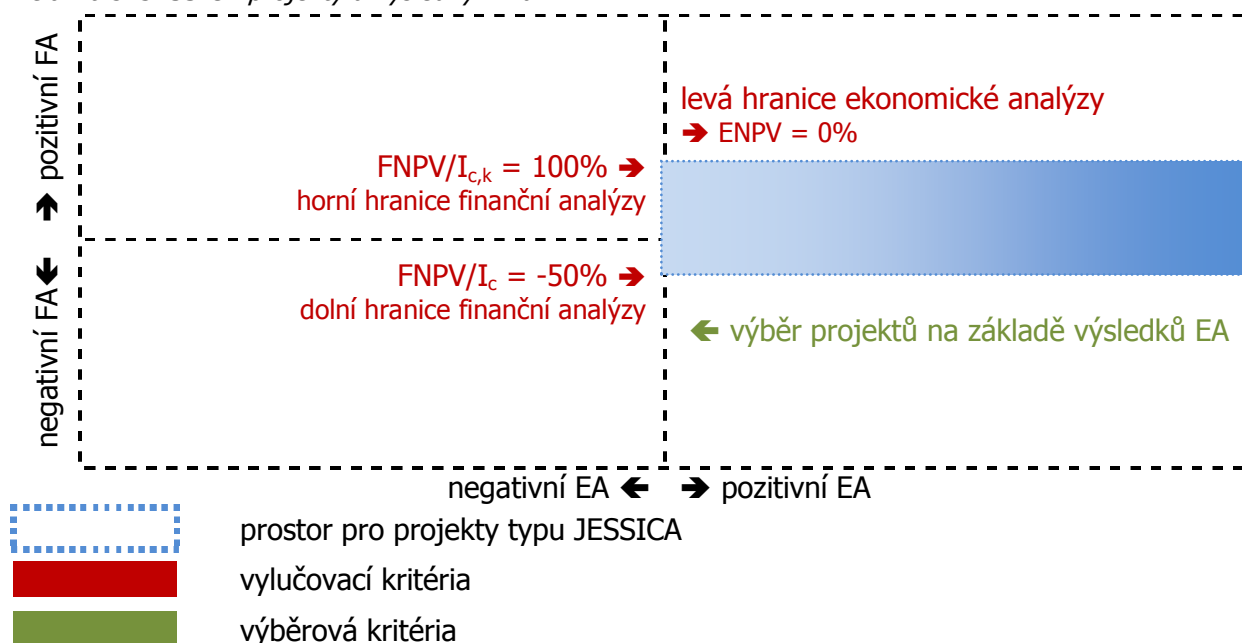 pozitivní FA
negativní FA
levá hranice ekonomické analýzy
➔ ENPV = 0%
FNPV/Ic,k = 100% ➔
horní hranice finanční analýzy
FNPV/Ic = -50% ➔
dolní hranice finanční analýzy
🡸 výběr projektů na základě výsledků EA
negativní EA 🡸 ➔ pozitivní EA
prostor pro projekty typu JESSICA
vylučovací kritéria
výběrová kritéria